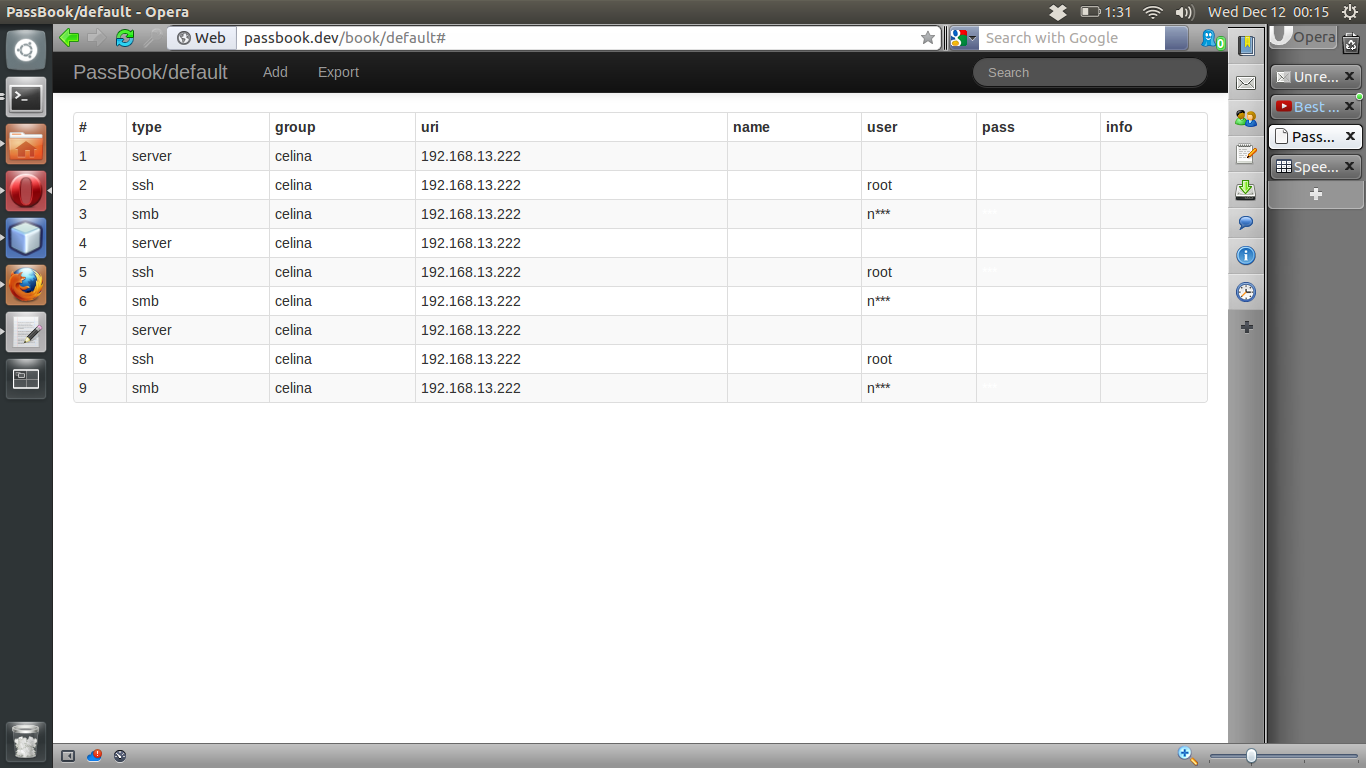 PassBook/default - Opera 1:31 Wed Dec 12 00:15
Web passbook.dev/book/default# Search with Google 0 Opera
PassBook/default Add Export Search
Unre...
Best ...
Pass...
Spee...
# type group uri name user pass info
1 server celina 192.168.13.222
2 ssh celina 192.168.13.222 root
3 smb celina 192.168.13.222 n***
4 server celina 192.168.13.222
5 ssh celina 192.168.13.222 root
6 smb celina 192.168.13.222 n***
7 server celina 192.168.13.222
8 ssh celina 192.168.13.222 root
9 smb celina 192.168.13.222 n***